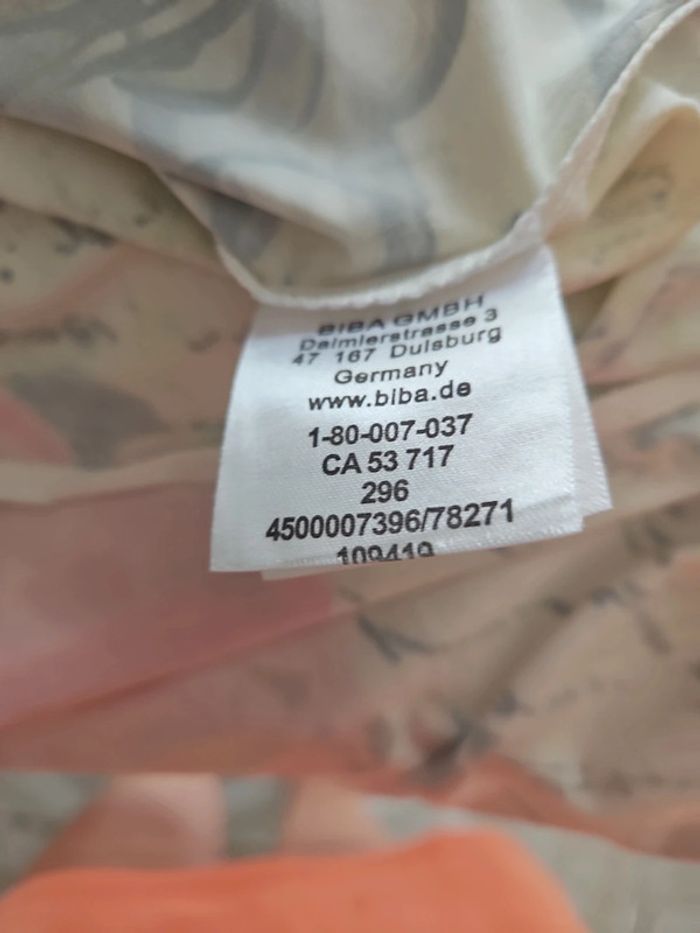 BIBA GMBH
Daimlerstrasse 3
47 167 Duisburg
Germany
www.biba.de
1-80-007-037
CA 53 717
296
4500007396/78271
109419